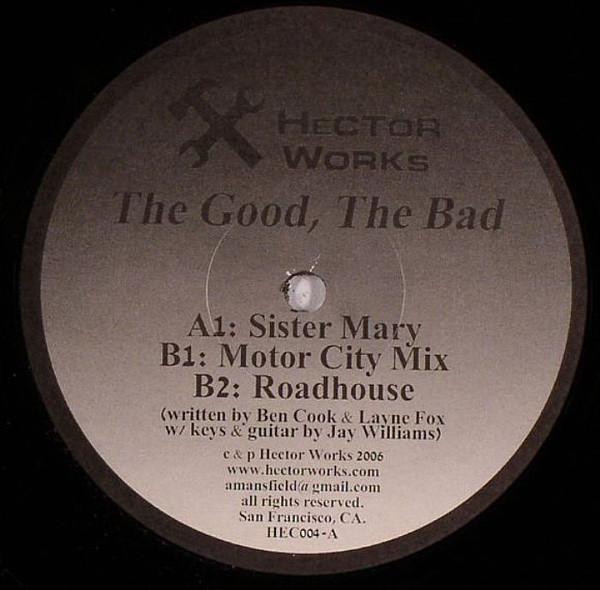 HECTOR
WORKS
The Good, The Bad
A1: Sister Mary
B1: Motor City Mix
B2: Roadhouse
(written by Ben Cook & Layne Fox
w/ keys & guitar by Jay Williams)
c & p Hector Works 2006
www.hectorworks.com
amansfield@gmail.com
all rights reserved.
San Francisco, CA.
HEC004-A